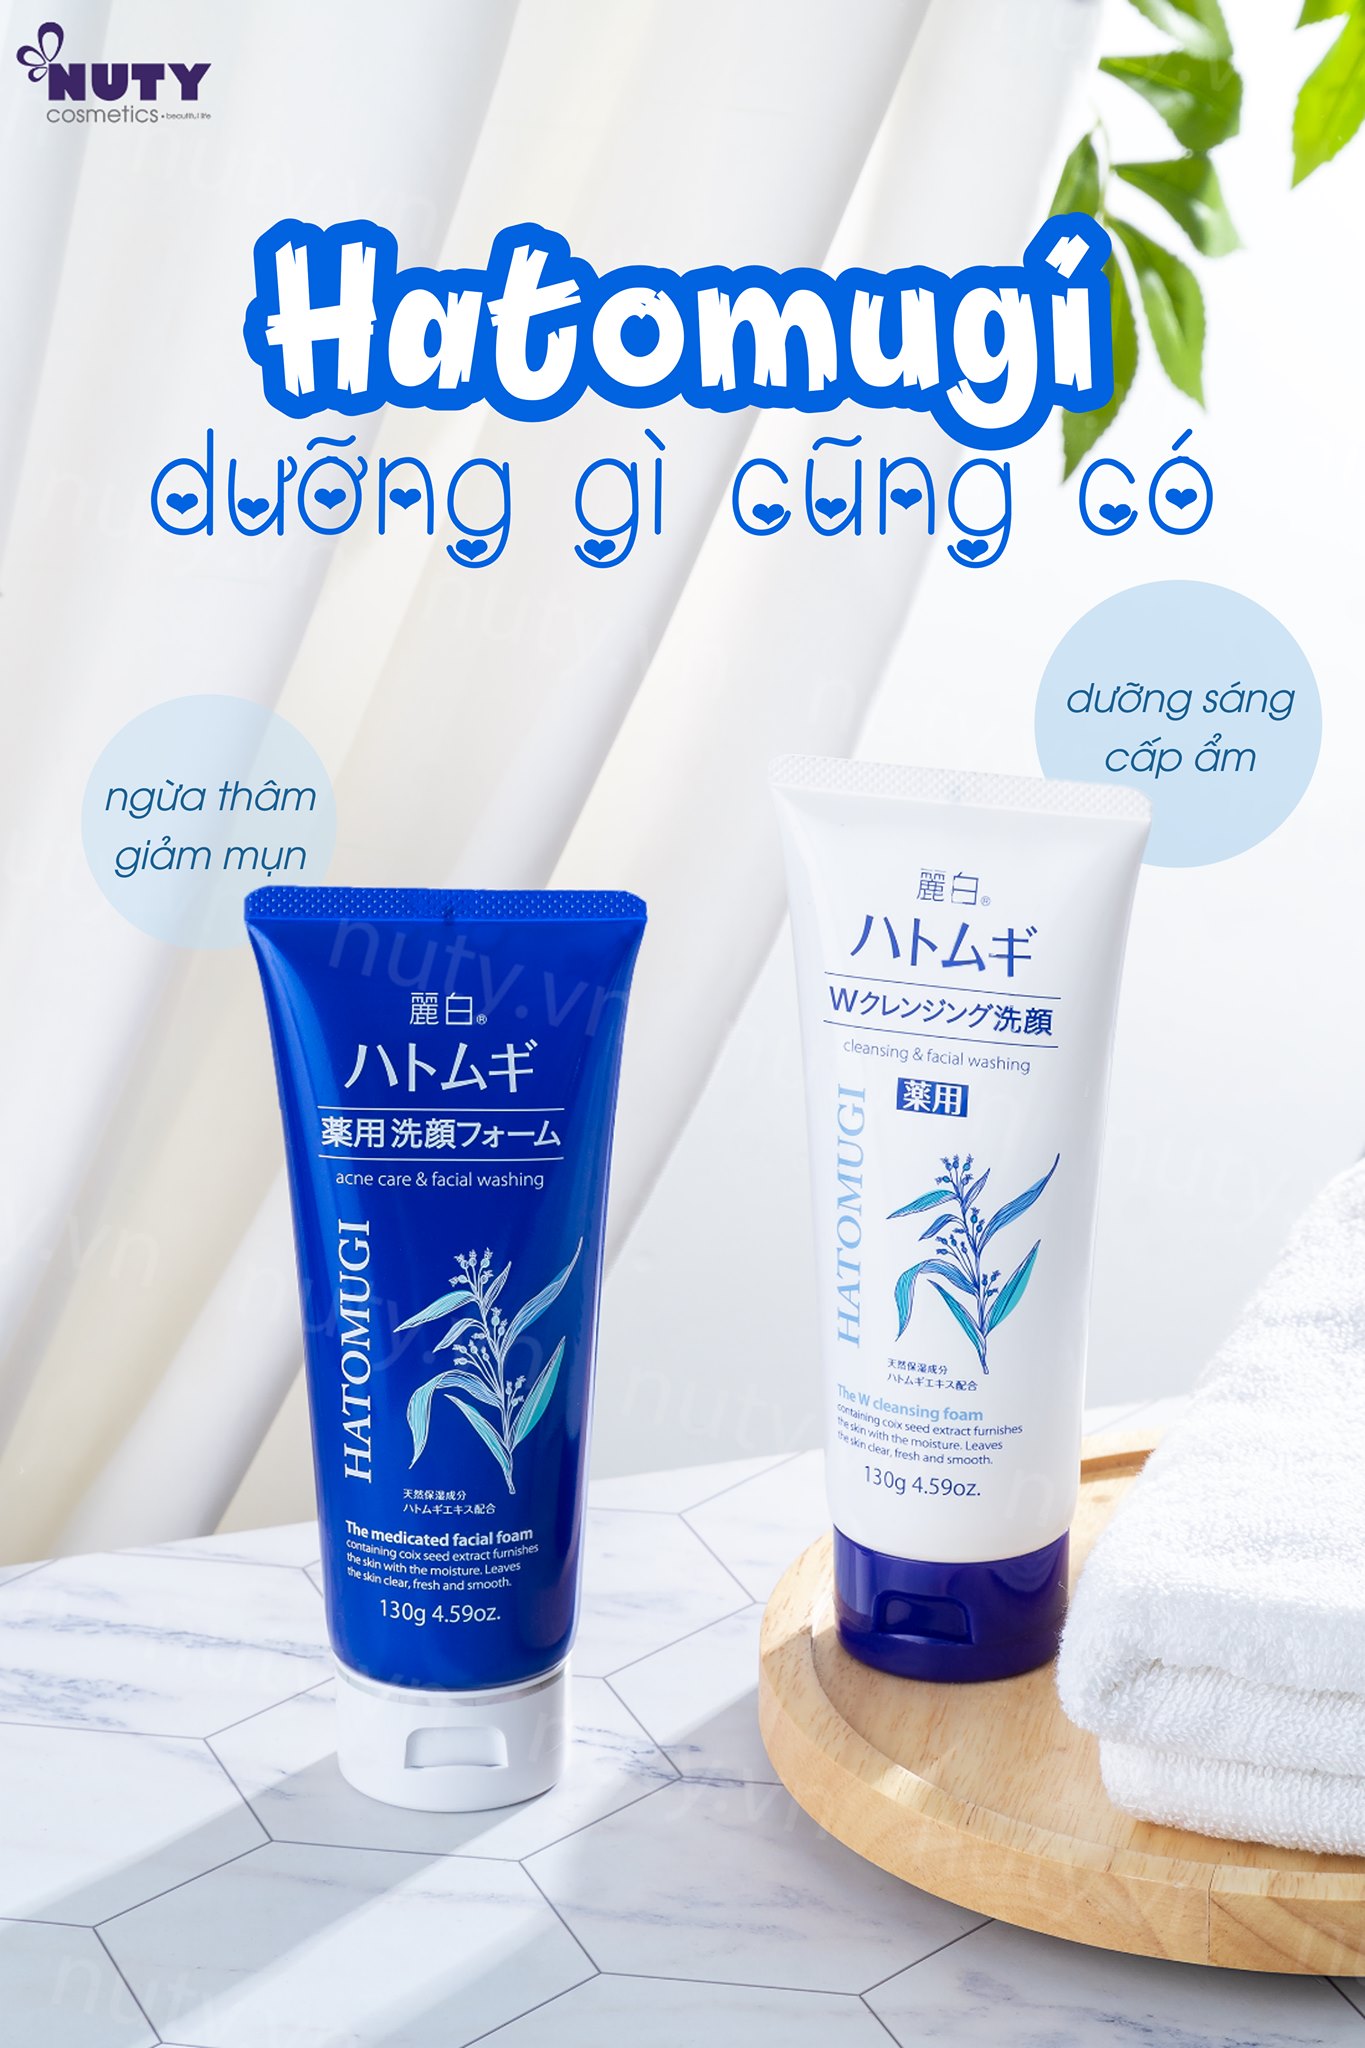 NUTY
cosmetics • beautiful life
Hatomugi
dưỡng gì cũng có
dưỡng sáng
cấp ẩm
ngừa thâm
giảm mụn
麗白®
ハトムギ
薬用 洗顔フォーム
acne care & facial washing
HATOMUGI
天然保湿成分
ハトムギエキス配合
The medicated facial foam
containing coix seed extract furnishes
the skin with the moisture. Leaves
the skin clear, fresh and smooth.
130g 4.59oz.
麗白®
ハトムギ
Wクレンジング洗顔
cleansing & facial washing
薬用
HATOMUGI
天然保湿成分
ハトムギエキス配合
The W cleansing foam
containing coix seed extract furnishes
the skin with the moisture. Leaves
the skin clear, fresh and smooth.
130g 4.59oz.
nuty.vn